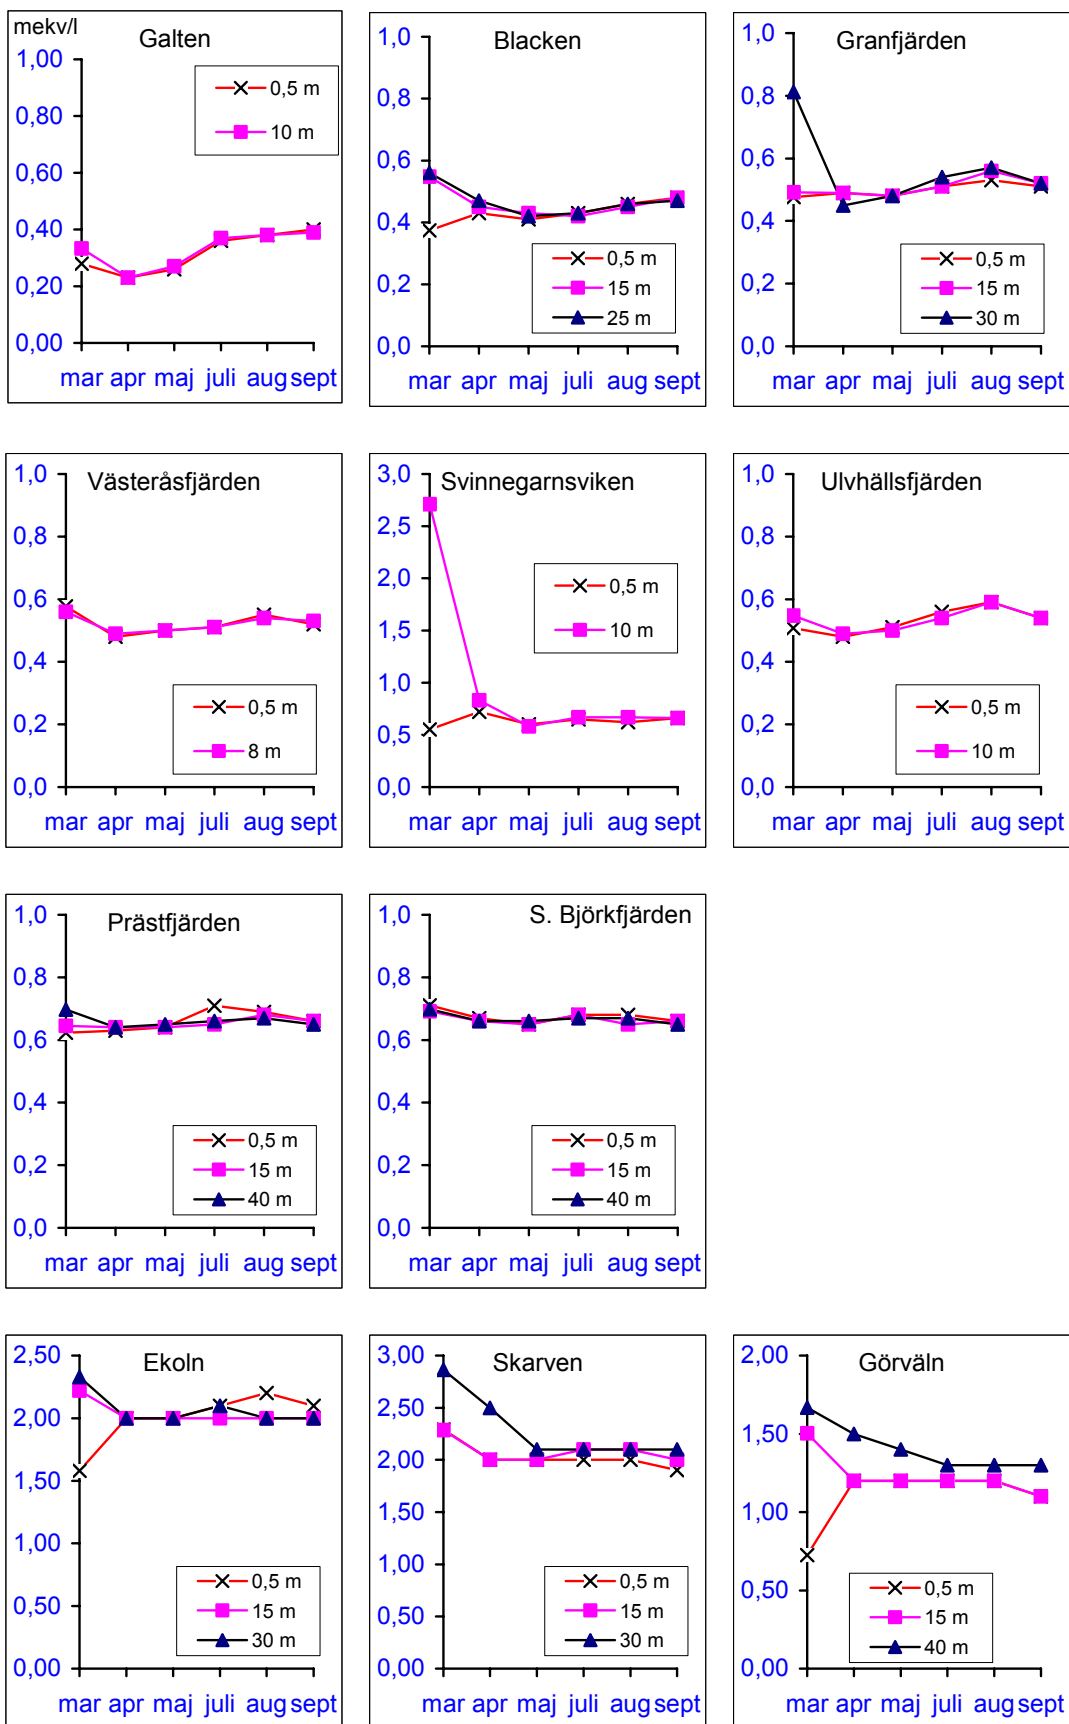 mekv/l
Galten
1,00
0,80
0,60
0,40
0,20
0,00
0,5 m
10 m
mar apr maj juli aug sept
Blacken
1,0
0,8
0,6
0,4
0,2
0,0
0,5 m
15 m
25 m
mar apr maj juli aug sept
Granfjärden
1,0
0,8
0,6
0,4
0,2
0,0
0,5 m
15 m
30 m
mar apr maj juli aug sept
Västeråsfjärden
1,0
0,8
0,6
0,4
0,2
0,0
0,5 m
8 m
mar apr maj juli aug sept
Svinnegarnsviken
3,0
2,5
2,0
1,5
1,0
0,5
0,0
0,5 m
10 m
mar apr maj juli aug sept
Ulvhällsfjärden
1,0
0,8
0,6
0,4
0,2
0,0
0,5 m
10 m
mar apr maj juli aug sept
Prästfjärden
1,0
0,8
0,6
0,4
0,2
0,0
0,5 m
15 m
40 m
mar apr maj juli aug sept
S. Björkfjärden
1,0
0,8
0,6
0,4
0,2
0,0
0,5 m
15 m
40 m
mar apr maj juli aug sept
Ekoln
2,50
2,00
1,50
1,00
0,50
0,00
0,5 m
15 m
30 m
mar apr maj juli aug sept
Skarven
3,00
2,50
2,00
1,50
1,00
0,50
0,00
0,5 m
15 m
30 m
mar apr maj juli aug sept
Görväln
2,00
1,50
1,00
0,50
0,00
0,5 m
15 m
40 m
mar apr maj juli aug sept